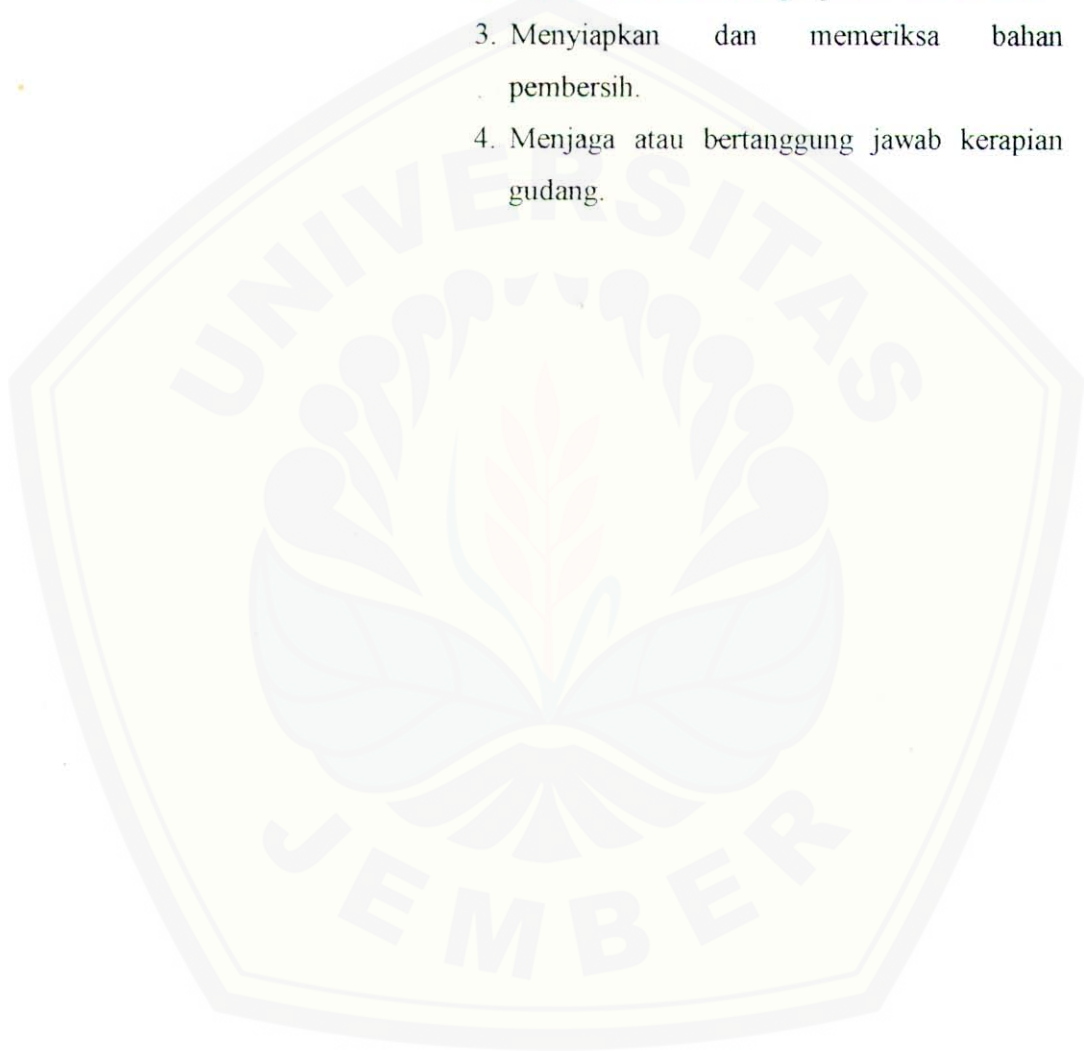 3. Menyiapkan dan memeriksa bahan
pembersih.
4. Menjaga atau bertanggung jawab kerapian
gudang.
UNIVERSITAS
JEMBER